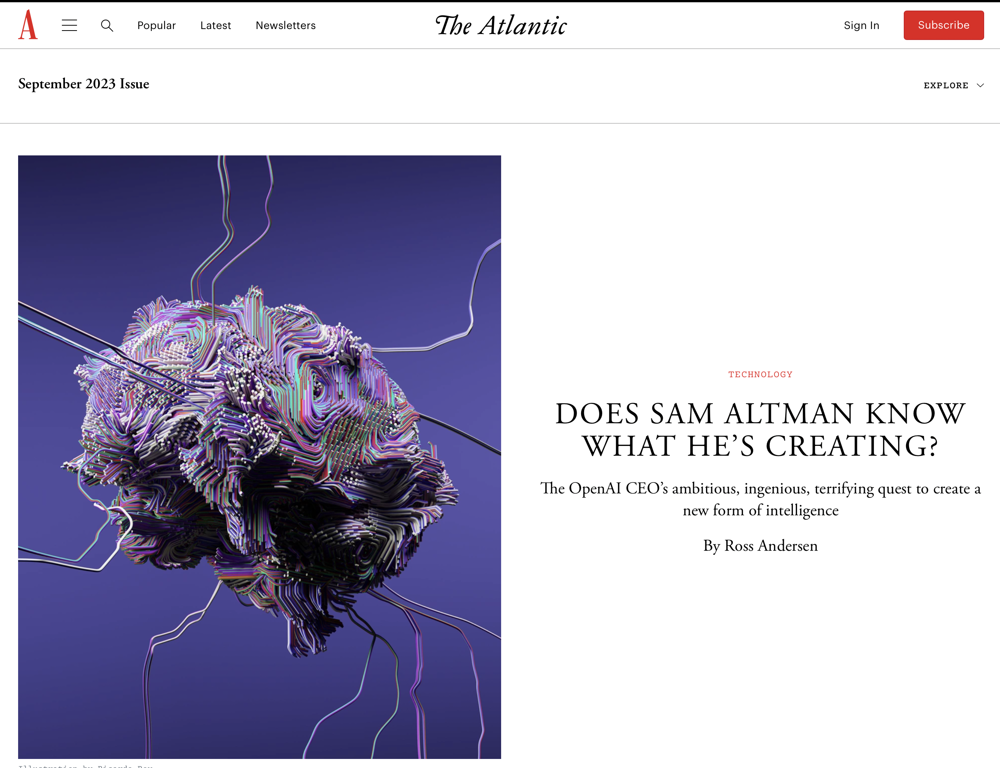 A
Popular
Latest
Newsletters
The Atlantic
Sign In
Subscribe
September 2023 Issue
EXPLORE
TECHNOLOGY
DOES SAM ALTMAN KNOW
WHAT HE’S CREATING?
The OpenAI CEO’s ambitious, ingenious, terrifying quest to create a
new form of intelligence
By Ross Andersen
Illustration by Ricardo Rey